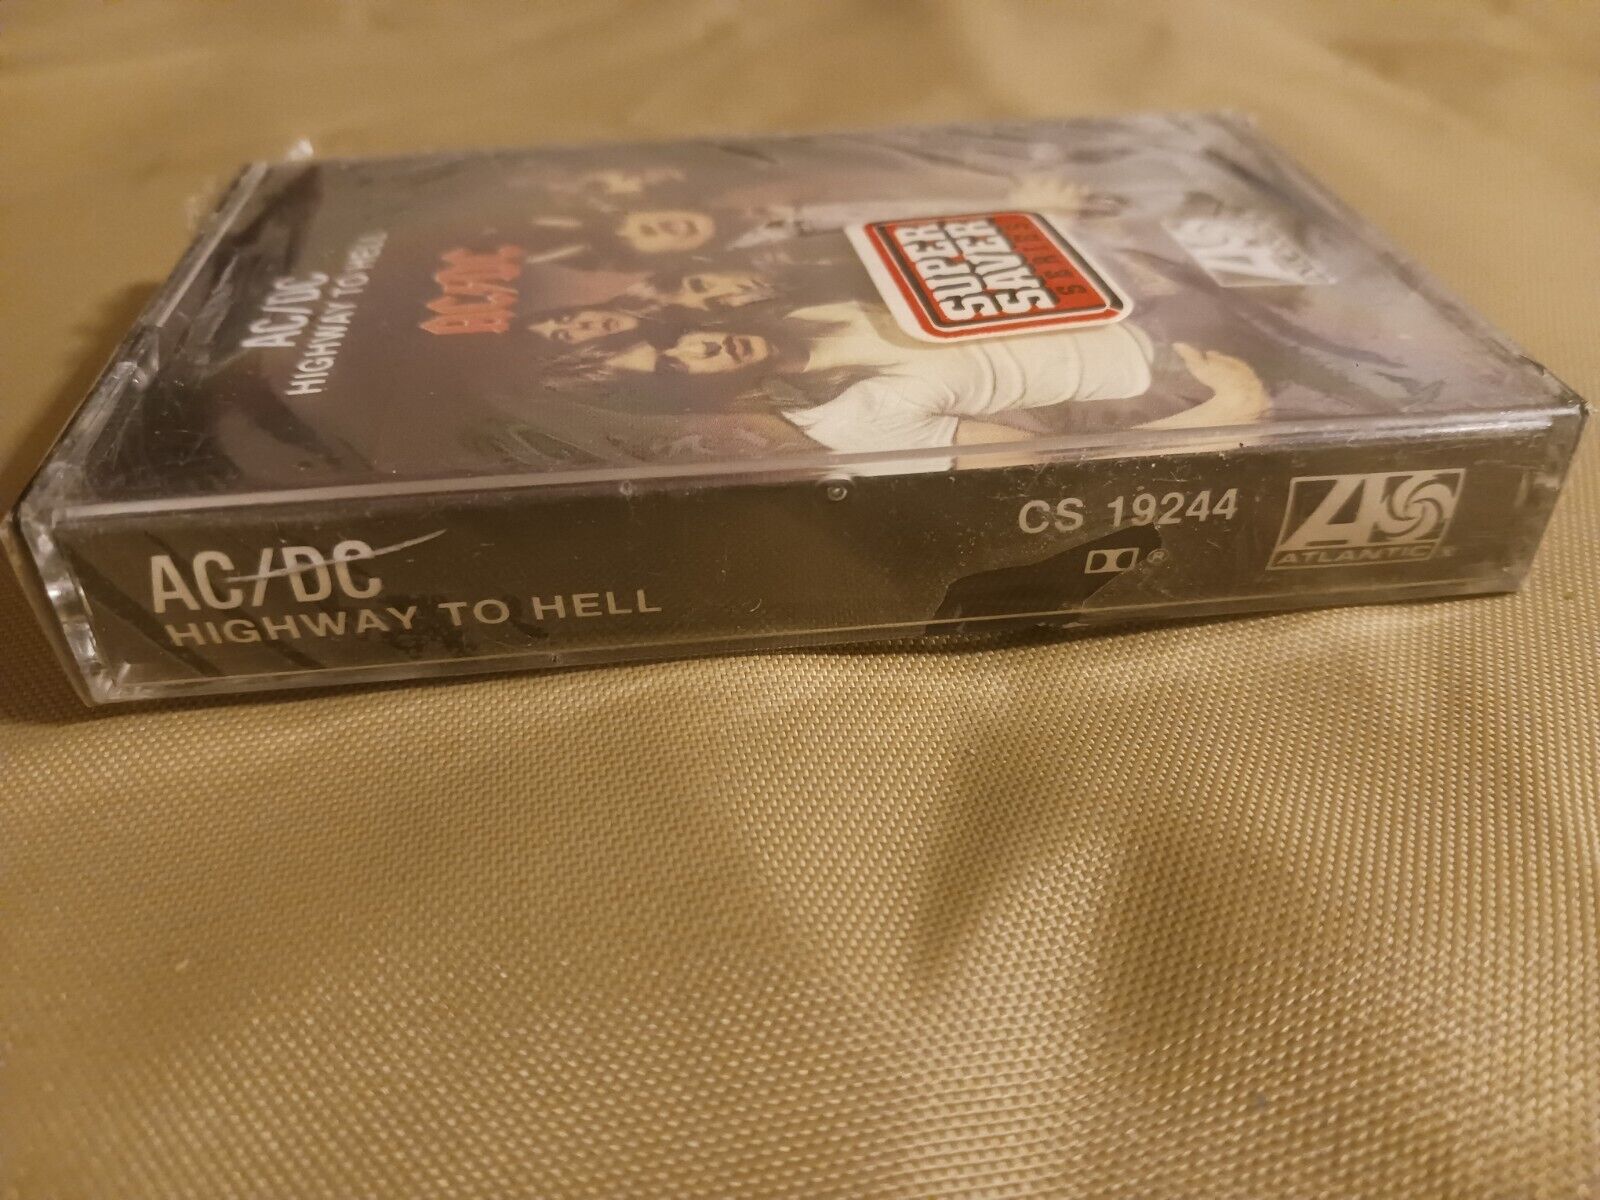 AC/DC
HIGHWAY TO HELL
AC/DC
SUPER
SAVER
SERIES
AC/DC
HIGHWAY TO HELL
CS 19244
®
ATLANTIC